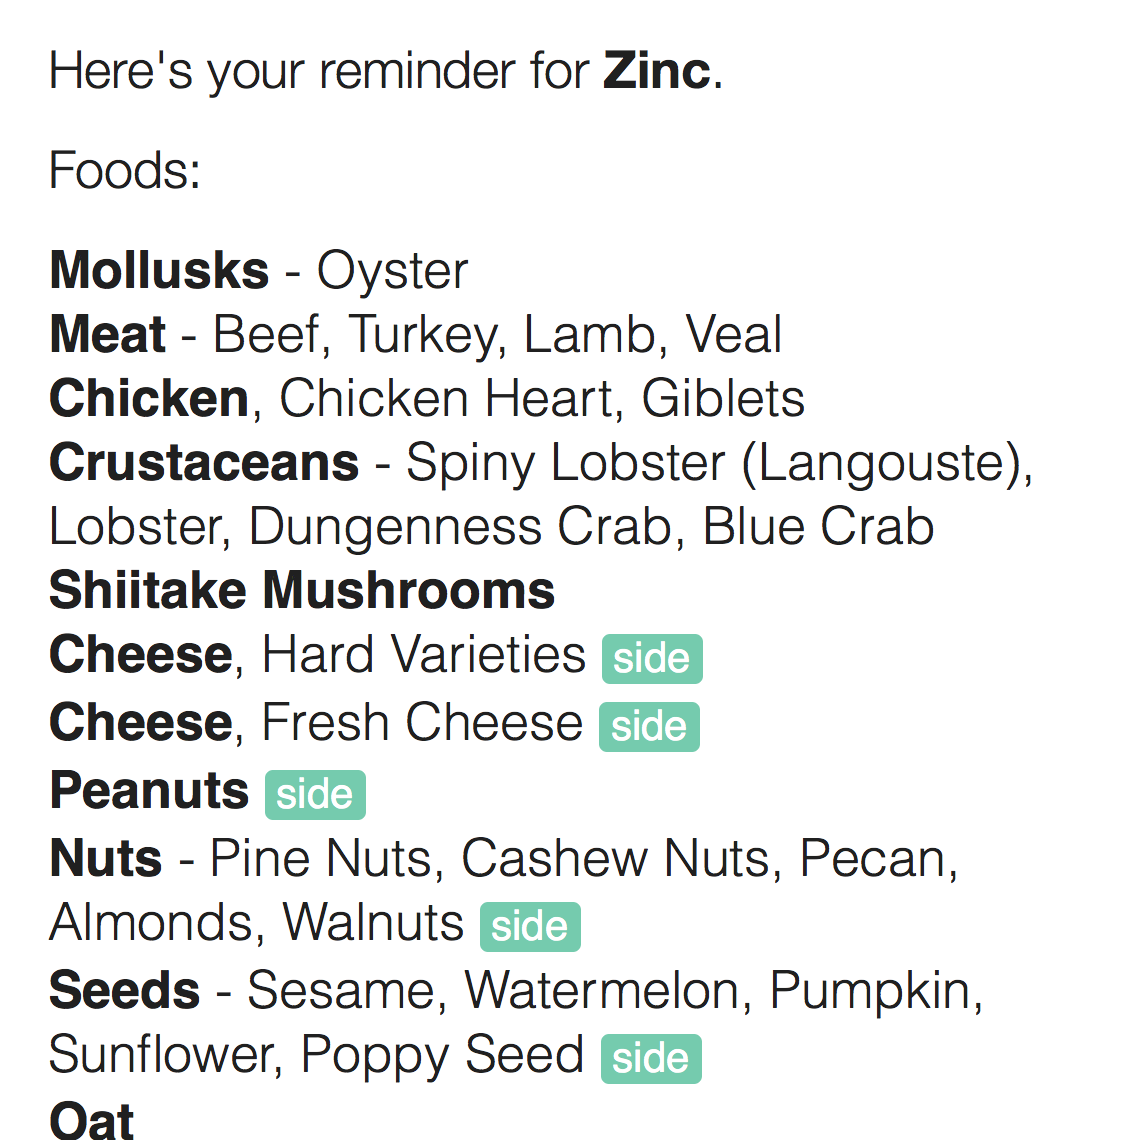 Here's your reminder for Zinc.
Foods:
Mollusks - Oyster
Meat - Beef, Turkey, Lamb, Veal
Chicken, Chicken Heart, Giblets
Crustaceans - Spiny Lobster (Langouste),
Lobster, Dungenness Crab, Blue Crab
Shiitake Mushrooms
Cheese, Hard Varieties side
Cheese, Fresh Cheese side
Peanuts side
Nuts - Pine Nuts, Cashew Nuts, Pecan,
Almonds, Walnuts side
Seeds - Sesame, Watermelon, Pumpkin,
Sunflower, Poppy Seed side
Oat